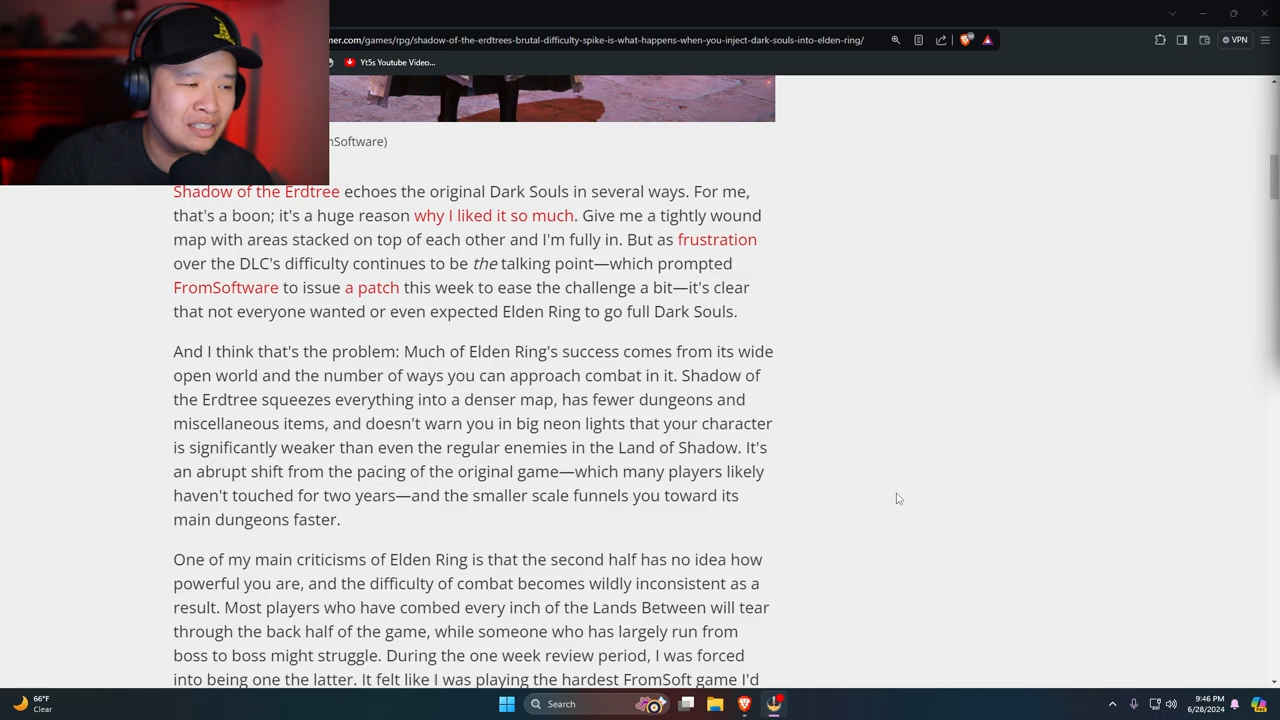 mer.com/games/rpg/shadow-of-the-erdtrees-brutal-difficulty-spike-is-what-happens-when-you-inject-dark-souls-into-elden-ring/
VPN
Yt5s Youtube Video...
Software)
Shadow of the Erdtree echoes the original Dark Souls in several ways. For me,
that's a boon; it's a huge reason why I liked it so much. Give me a tightly wound
map with areas stacked on top of each other and I'm fully in. But as frustration
over the DLC's difficulty continues to be the talking point—which prompted
FromSoftware to issue a patch this week to ease the challenge a bit—it's clear
that not everyone wanted or even expected Elden Ring to go full Dark Souls.
And I think that's the problem: Much of Elden Ring's success comes from its wide
open world and the number of ways you can approach combat in it. Shadow of
the Erdtree squeezes everything into a denser map, has fewer dungeons and
miscellaneous items, and doesn't warn you in big neon lights that your character
is significantly weaker than even the regular enemies in the Land of Shadow. It's
an abrupt shift from the pacing of the original game—which many players likely
haven't touched for two years—and the smaller scale funnels you toward its
main dungeons faster.
One of my main criticisms of Elden Ring is that the second half has no idea how
powerful you are, and the difficulty of combat becomes wildly inconsistent as a
result. Most players who have combed every inch of the Lands Between will tear
through the back half of the game, while someone who has largely run from
boss to boss might struggle. During the one week review period, I was forced
into being one the latter. It felt like I was playing the hardest FromSoft game I'd
66°F
Clear
Search
9:46 PM
6/28/2024